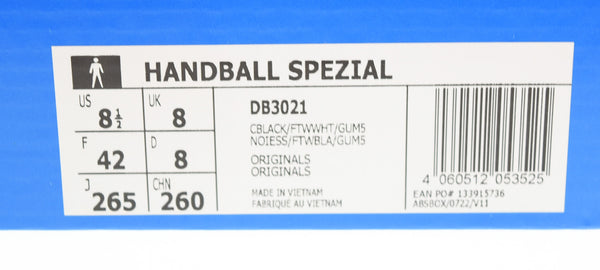 HANDBALL SPEZIAL
US 8½ UK 8
F 42 D 8
J 265 CHN 260
DB3021
CBLACK/FTWWHT/GUM5
NOIESS/FTWBLA/GUM5
ORIGINALS
ORIGINALS
MADE IN VIETNAM
FABRIQUE AU VIETNAM
4 060512 053525
EAN PO# 133915736
ABSBOX/0722/V11